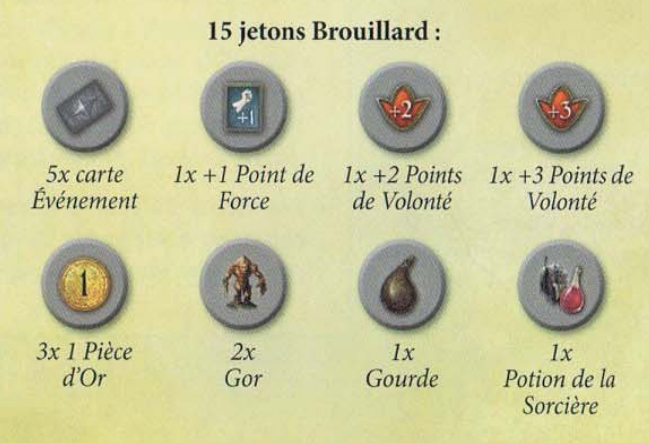 15 jetons Brouillard :
+1
+2
+3
5x carte
Événement
1x +1 Point de
Force
1x +2 Points
de Volonté
1x +3 Points de
Volonté
1
3x 1 Pièce
d'Or
2x
Gor
1x
Gourde
1x
Potion de la
Sorcière